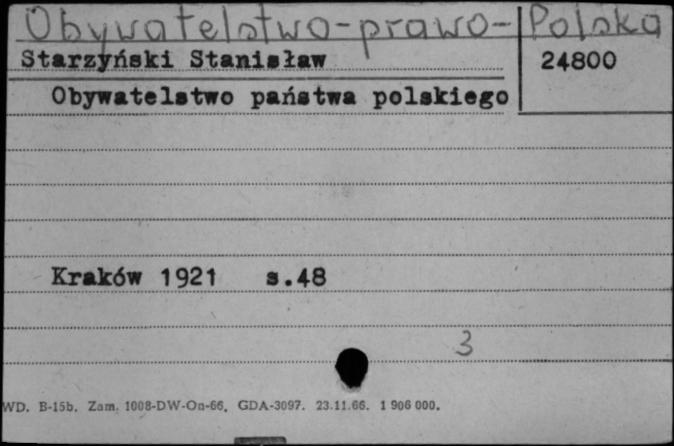 Obywatelstwo-prawo-Polska
Starzyński Stanisław
24800
Obywatelstwo państwa polskiego
Kraków 1921 s.48
3
WD. B-15b. Zam. 1008-DW-On-66. GDA-3097. 23.11.66. 1 906 000.